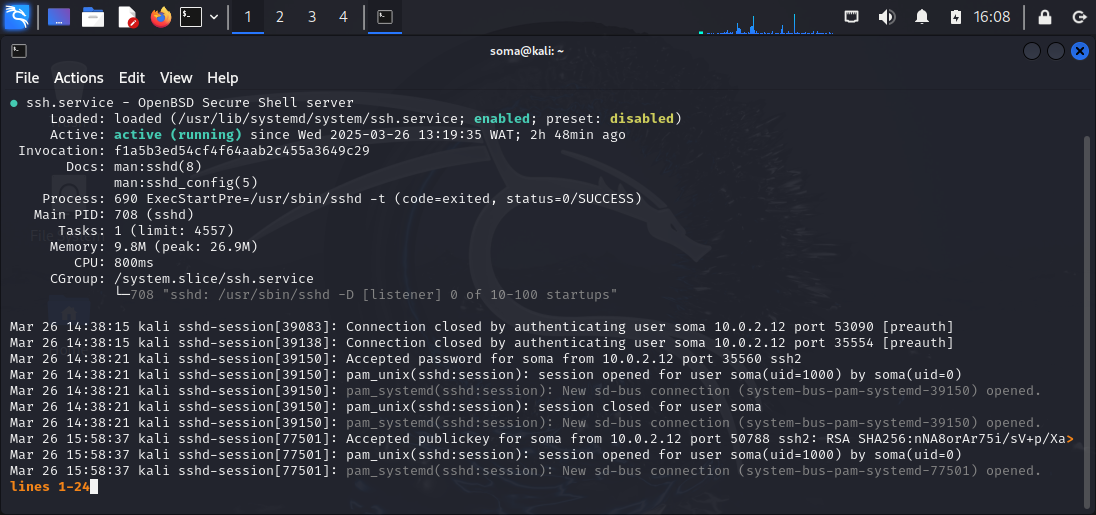 1 2 3 4 16:08
soma@kali: ~
File Actions Edit View Help
● ssh.service - OpenBSD Secure Shell server
Loaded: loaded (/usr/lib/systemd/system/ssh.service; enabled; preset: disabled)
Active: active (running) since Wed 2025-03-26 13:19:35 WAT; 2h 48min ago
Invocation: f1a5b3ed54cf4f64aab2c455a3649c29
Docs: man:sshd(8)
man:sshd_config(5)
Process: 690 ExecStartPre=/usr/sbin/sshd -t (code=exited, status=0/SUCCESS)
Main PID: 708 (sshd)
Tasks: 1 (limit: 4557)
Memory: 9.8M (peak: 26.9M)
CPU: 800ms
CGroup: /system.slice/ssh.service
└─708 "sshd: /usr/sbin/sshd -D [listener] 0 of 10-100 startups"
Mar 26 14:38:15 kali sshd-session[39083]: Connection closed by authenticating user soma 10.0.2.12 port 53090 [preauth]
Mar 26 14:38:15 kali sshd-session[39138]: Connection closed by authenticating user soma 10.0.2.12 port 35554 [preauth]
Mar 26 14:38:21 kali sshd-session[39150]: Accepted password for soma from 10.0.2.12 port 35560 ssh2
Mar 26 14:38:21 kali sshd-session[39150]: pam_unix(sshd:session): session opened for user soma(uid=1000) by soma(uid=0)
Mar 26 14:38:21 kali sshd-session[39150]: pam_systemd(sshd:session): New sd-bus connection (system-bus-pam-systemd-39150) opened.
Mar 26 14:38:21 kali sshd-session[39150]: pam_unix(sshd:session): session closed for user soma
Mar 26 14:38:21 kali sshd-session[39150]: pam_systemd(sshd:session): New sd-bus connection (system-bus-pam-systemd-39150) opened.
Mar 26 15:58:37 kali sshd-session[77501]: Accepted publickey for soma from 10.0.2.12 port 50788 ssh2: RSA SHA256:nNA8orAr75i/sV+p/Xa>
Mar 26 15:58:37 kali sshd-session[77501]: pam_unix(sshd:session): session opened for user soma(uid=1000) by soma(uid=0)
Mar 26 15:58:37 kali sshd-session[77501]: pam_systemd(sshd:session): New sd-bus connection (system-bus-pam-systemd-77501) opened.
lines 1-24